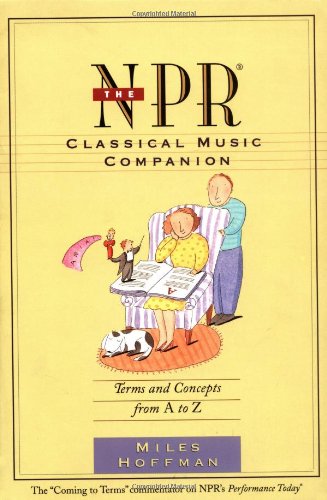 THE
NPR®
CLASSICAL MUSIC
COMPANION
ARIA
A
Terms and Concepts
from A to Z
MILES
HOFFMAN
The "Coming to Terms" commentator on NPR's Performance Today®